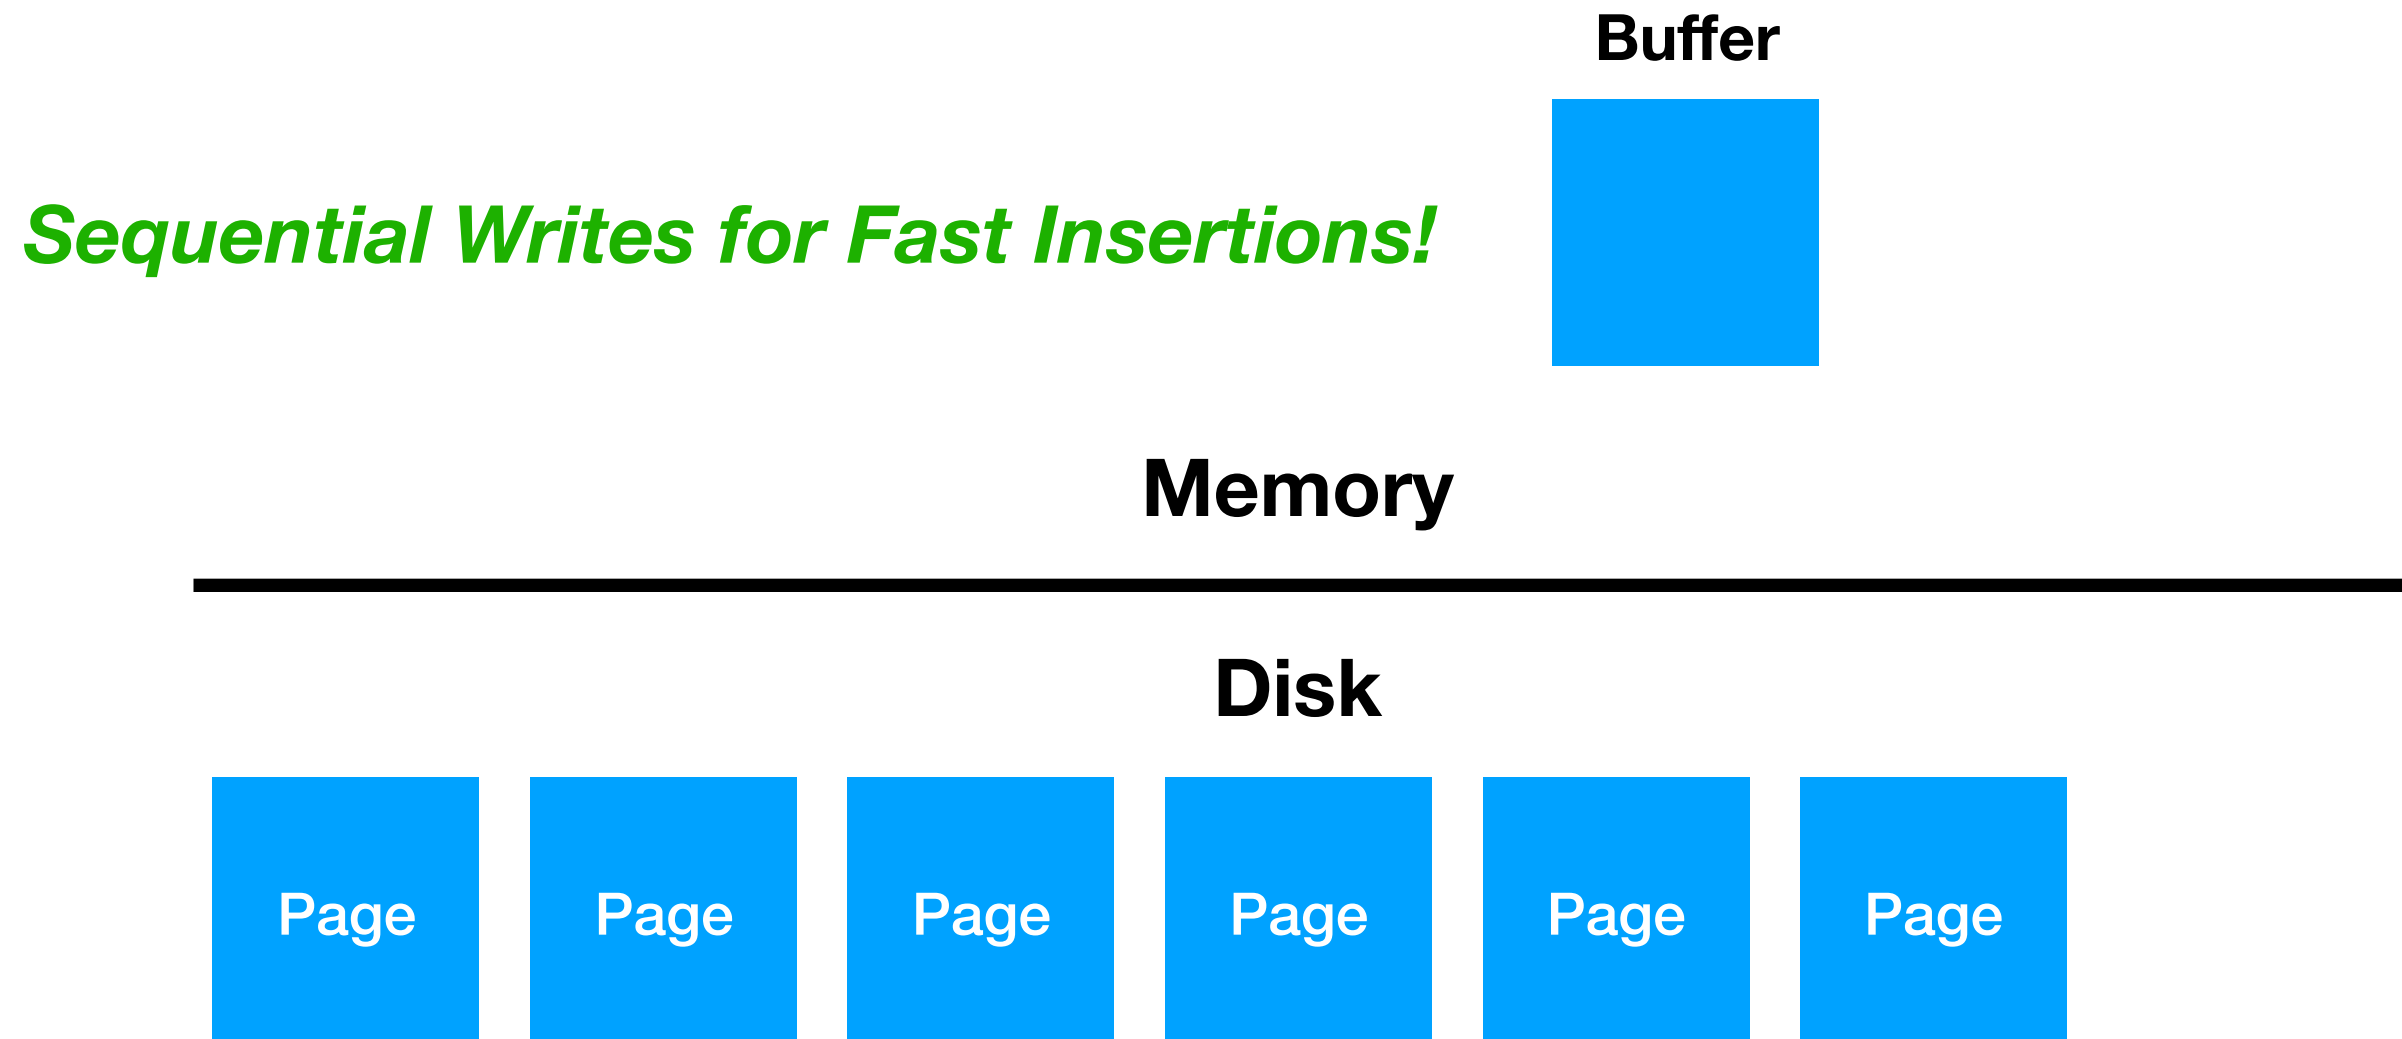 Buffer
Sequential Writes for Fast Insertions!
Memory
Disk
Page
Page
Page
Page
Page
Page